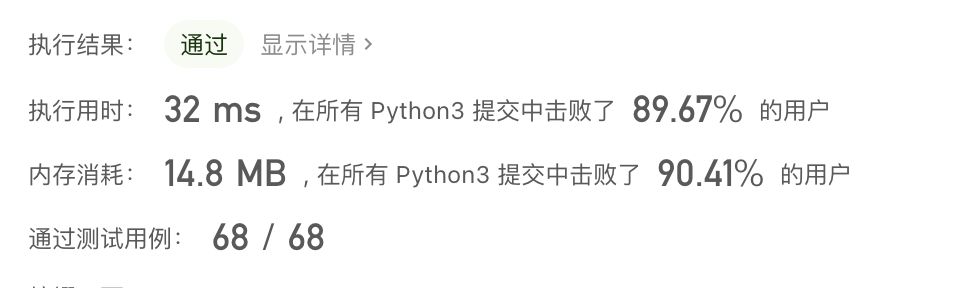 执行结果： 通过 显示详情 >
执行用时： 32 ms , 在所有 Python3 提交中击败了 89.67% 的用户
内存消耗： 14.8 MB , 在所有 Python3 提交中击败了 90.41% 的用户
通过测试用例： 68 / 68